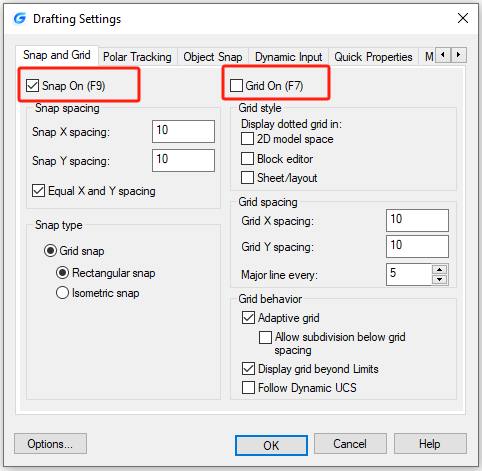 Drafting Settings
Snap and Grid
Polar Tracking
Object Snap
Dynamic Input
Quick Properties
M
Snap On (F9)
Snap spacing
Snap X spacing:
10
Snap Y spacing:
10
Equal X and Y spacing
Snap type
Grid snap
Rectangular snap
Isometric snap
Grid On (F7)
Grid style
Display dotted grid in:
2D model space
Block editor
Sheet/layout
Grid spacing
Grid X spacing:
10
Grid Y spacing:
10
Major line every:
5
Grid behavior
Adaptive grid
Allow subdivision below grid
spacing
Display grid beyond Limits
Follow Dynamic UCS
Options...
OK
Cancel
Help